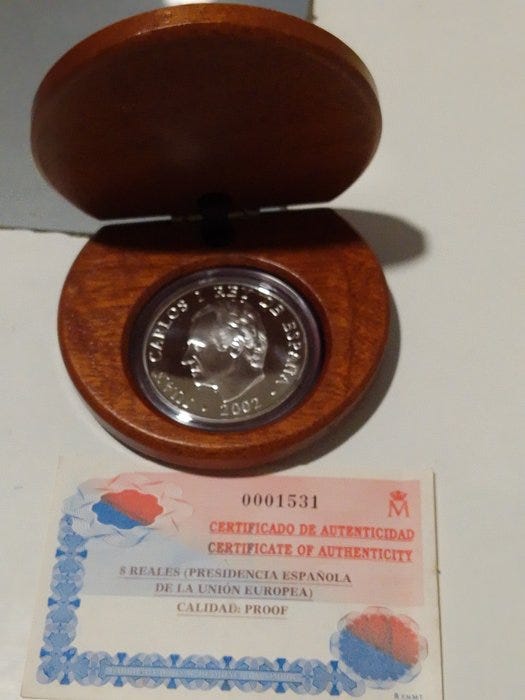 JUAN CARLOS I REY DE ESPAÑA
· 2002 ·
0001531
M
CERTIFICADO DE AUTENTICIDAD
CERTIFICATE OF AUTHENTICITY
8 REALES (PRESIDENCIA ESPAÑOLA
DE LA UNIÓN EUROPEA)
CALIDAD: PROOF